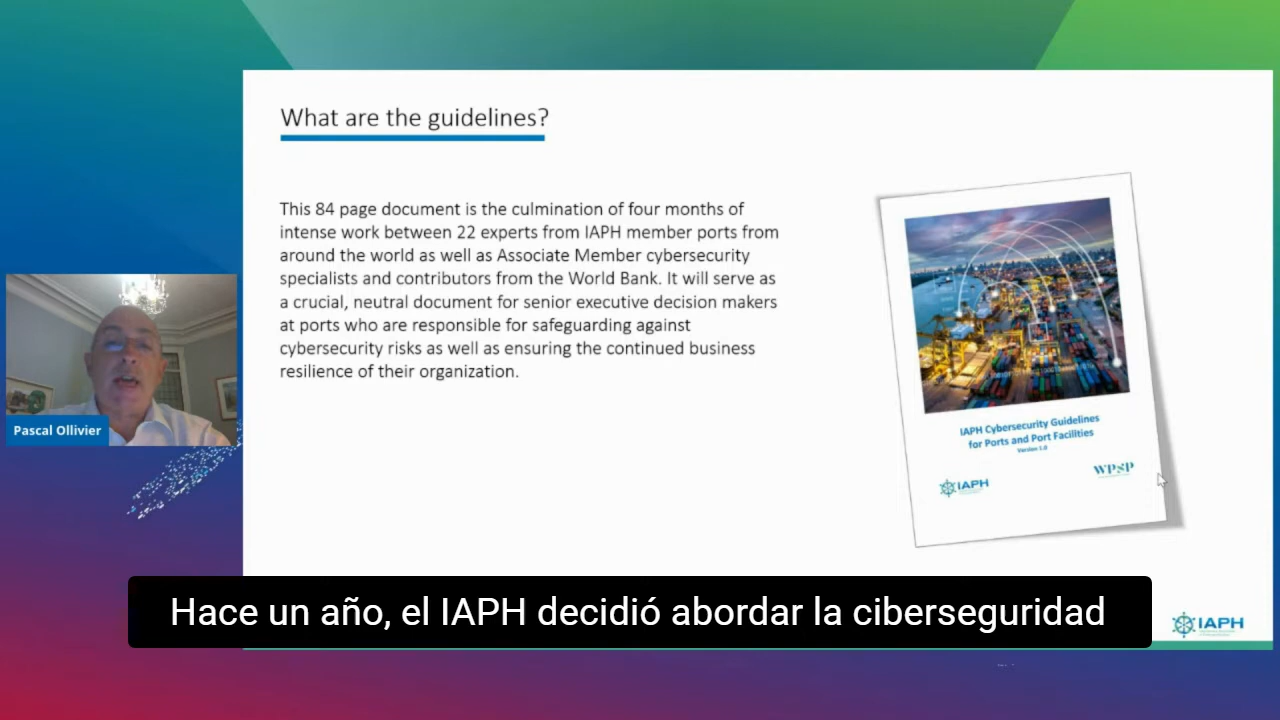 What are the guidelines?
This 84 page document is the culmination of four months of
intense work between 22 experts from IAPH member ports from
around the world as well as Associate Member cybersecurity
specialists and contributors from the World Bank. It will serve as
a crucial, neutral document for senior executive decision makers
at ports who are responsible for safeguarding against
cybersecurity risks as well as ensuring the continued business
resilience of their organization.
Pascal Ollivier
IAPH Cybersecurity Guidelines
for Ports and Port Facilities
Version 1.0
IAPH
WPSP
Hace un año, el IAPH decidió abordar la ciberseguridad
IAPH